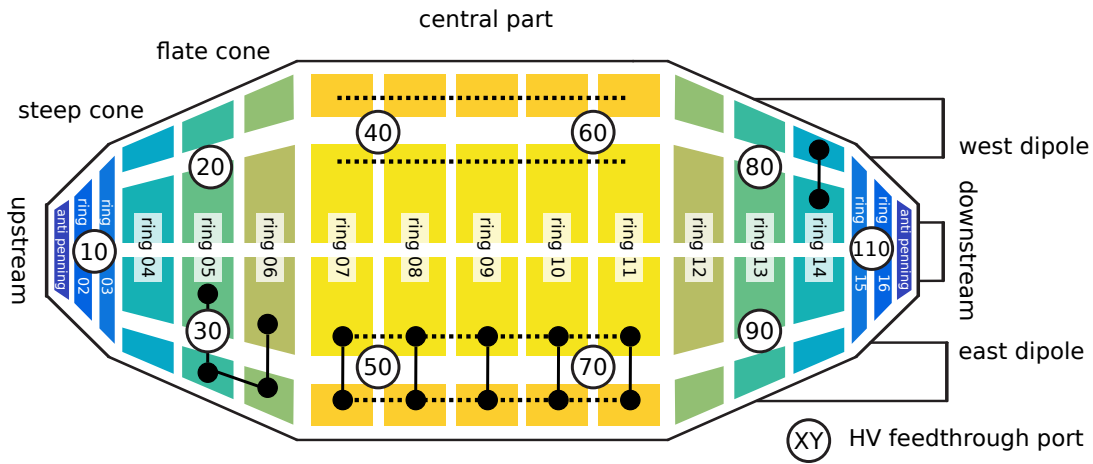 central part
flate cone
steep cone
40
60
20
80
west dipole
upstream
anti penning
ring 02
ring 03
10
ring 04
ring 05
ring 06
ring 07
ring 08
ring 09
ring 10
ring 11
ring 12
ring 13
ring 14
110
ring 15
ring 16
anti penning
downstream
30
90
50
70
east dipole
XY
HV feedthrough port